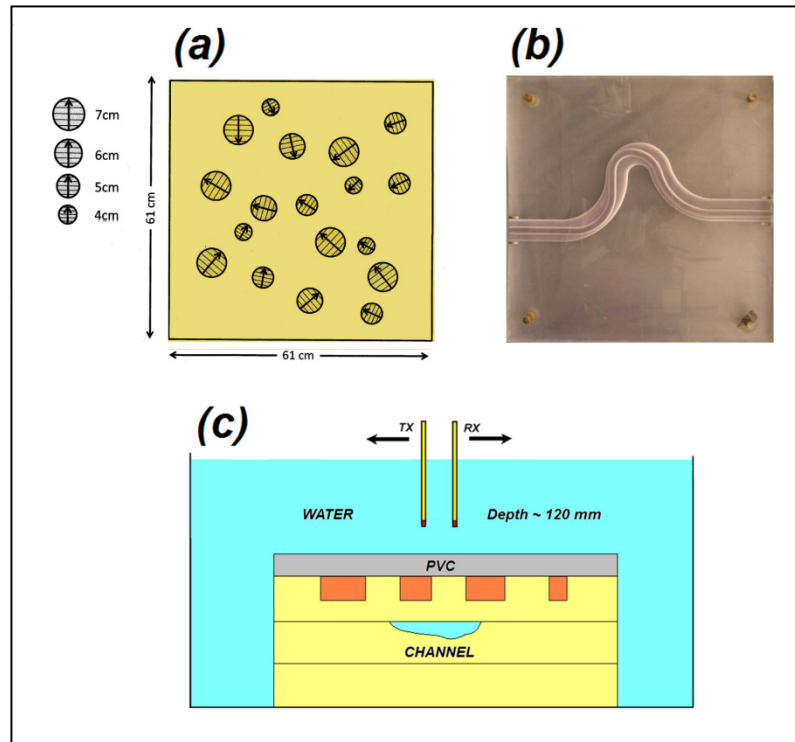 (a)
(b)
7cm
6cm
5cm
4cm
61 cm
61 cm
(c)
TX
RX
WATER
Depth ~ 120 mm
PVC
CHANNEL